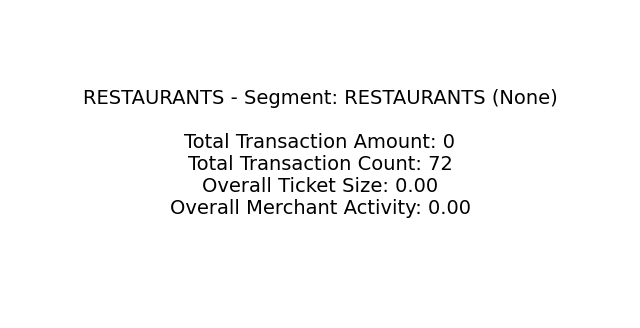 RESTAURANTS - Segment: RESTAURANTS (None)
Total Transaction Amount: 0
Total Transaction Count: 72
Overall Ticket Size: 0.00
Overall Merchant Activity: 0.00